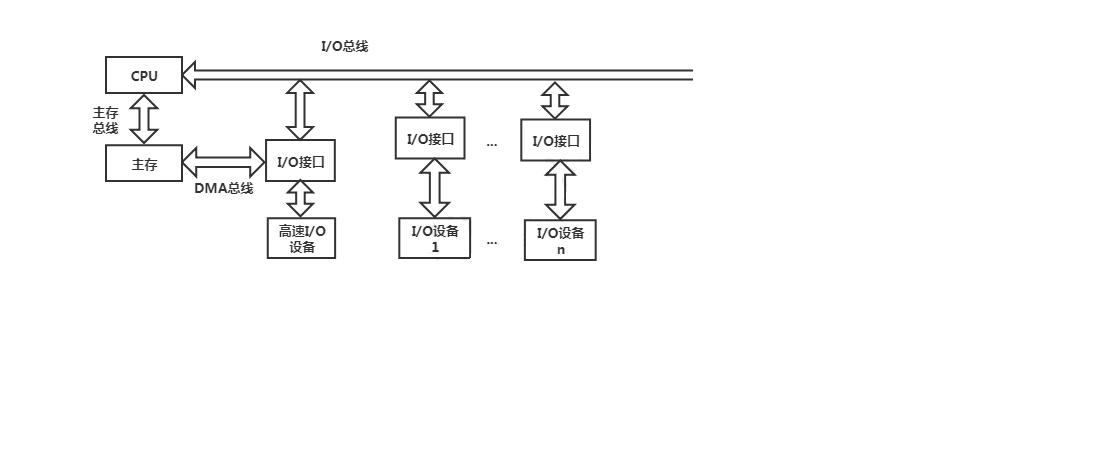 I/O总线
CPU
主存
总线
主存
DMA总线
I/O接口
I/O接口
...
I/O接口
高速I/O
设备
I/O设备
1
...
I/O设备
n